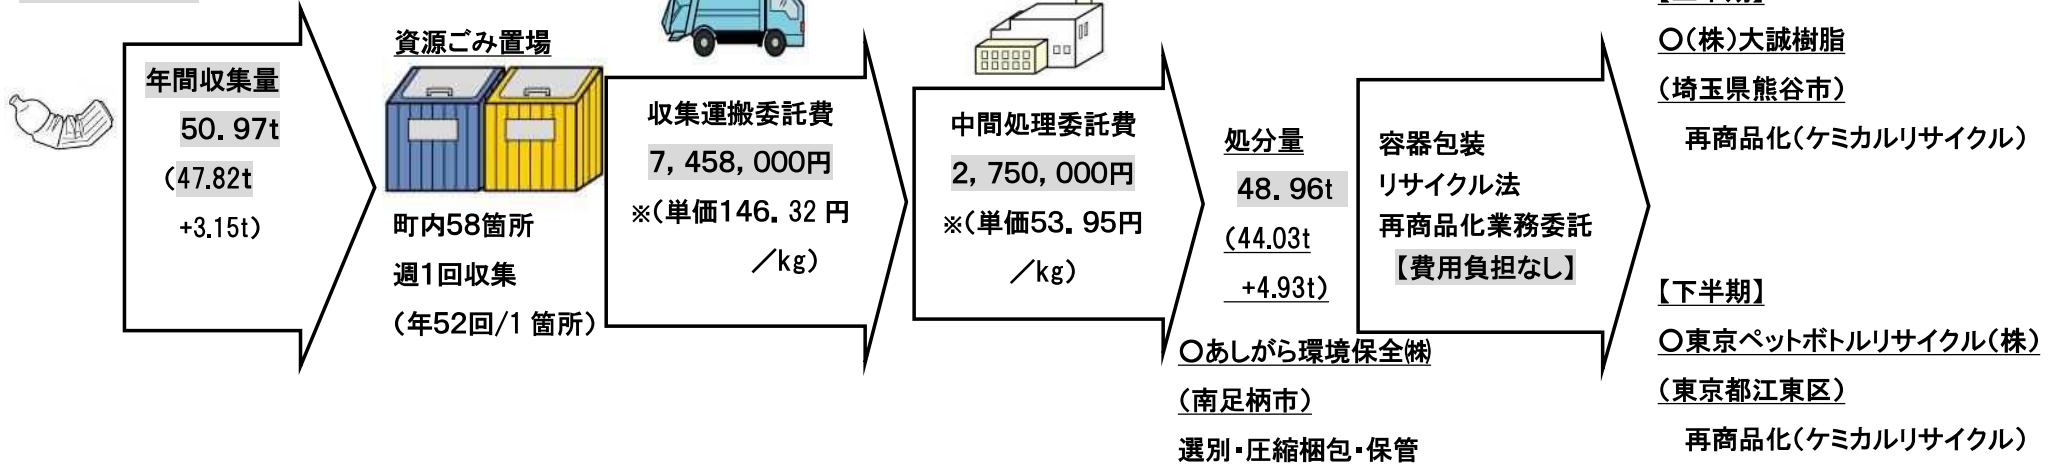 年間収集量
50.97t
(47.82t
+3.15t)
資源ごみ置場
町内58箇所
週1回収集
(年52回/1 箇所)
収集運搬委託費
7,458,000円
※(単価146.32 円
/kg)
中間処理委託費
2,750,000円
※(単価53.95円
/kg)
処分量
48.96t
(44.03t
+4.93t)
○あしがら環境保全㈱
(南足柄市)
選別・圧縮梱包・保管
容器包装
リサイクル法
再商品化業務委託
【費用負担なし】
○(株)大誠樹脂
(埼玉県熊谷市)
再商品化(ケミカルリサイクル)
【下半期】
○東京ペットボトルリサイクル(株)
(東京都江東区)
再商品化(ケミカルリサイクル)